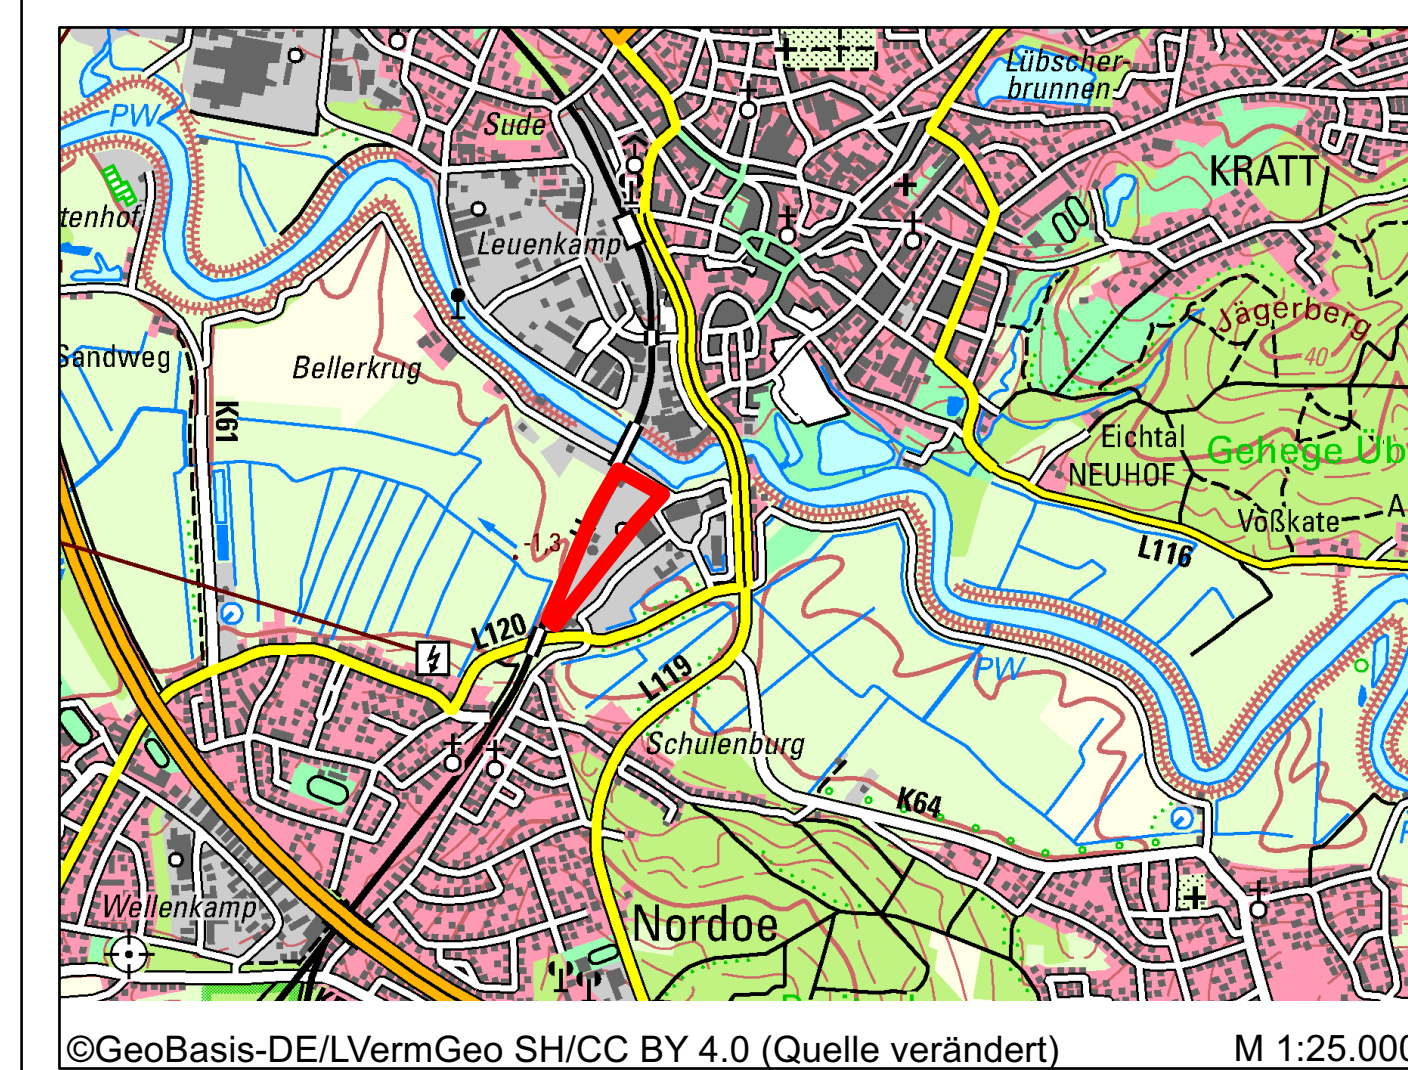 PW
Sude
Lübscher-
brunnen
KRATT
tenhof
Leuenkamp
Jägerberg
40
Sandweg
Bellerkrug
K61
Eichtal
NEUHOF
Gehege Üb
Voßkate
A
-1,3
L116
L120
L119
PW
Schulenburg
K64
Wellenkamp
Nordoe
©GeoBasis-DE/LVermGeo SH/CC BY 4.0 (Quelle verändert)
M 1:25.000